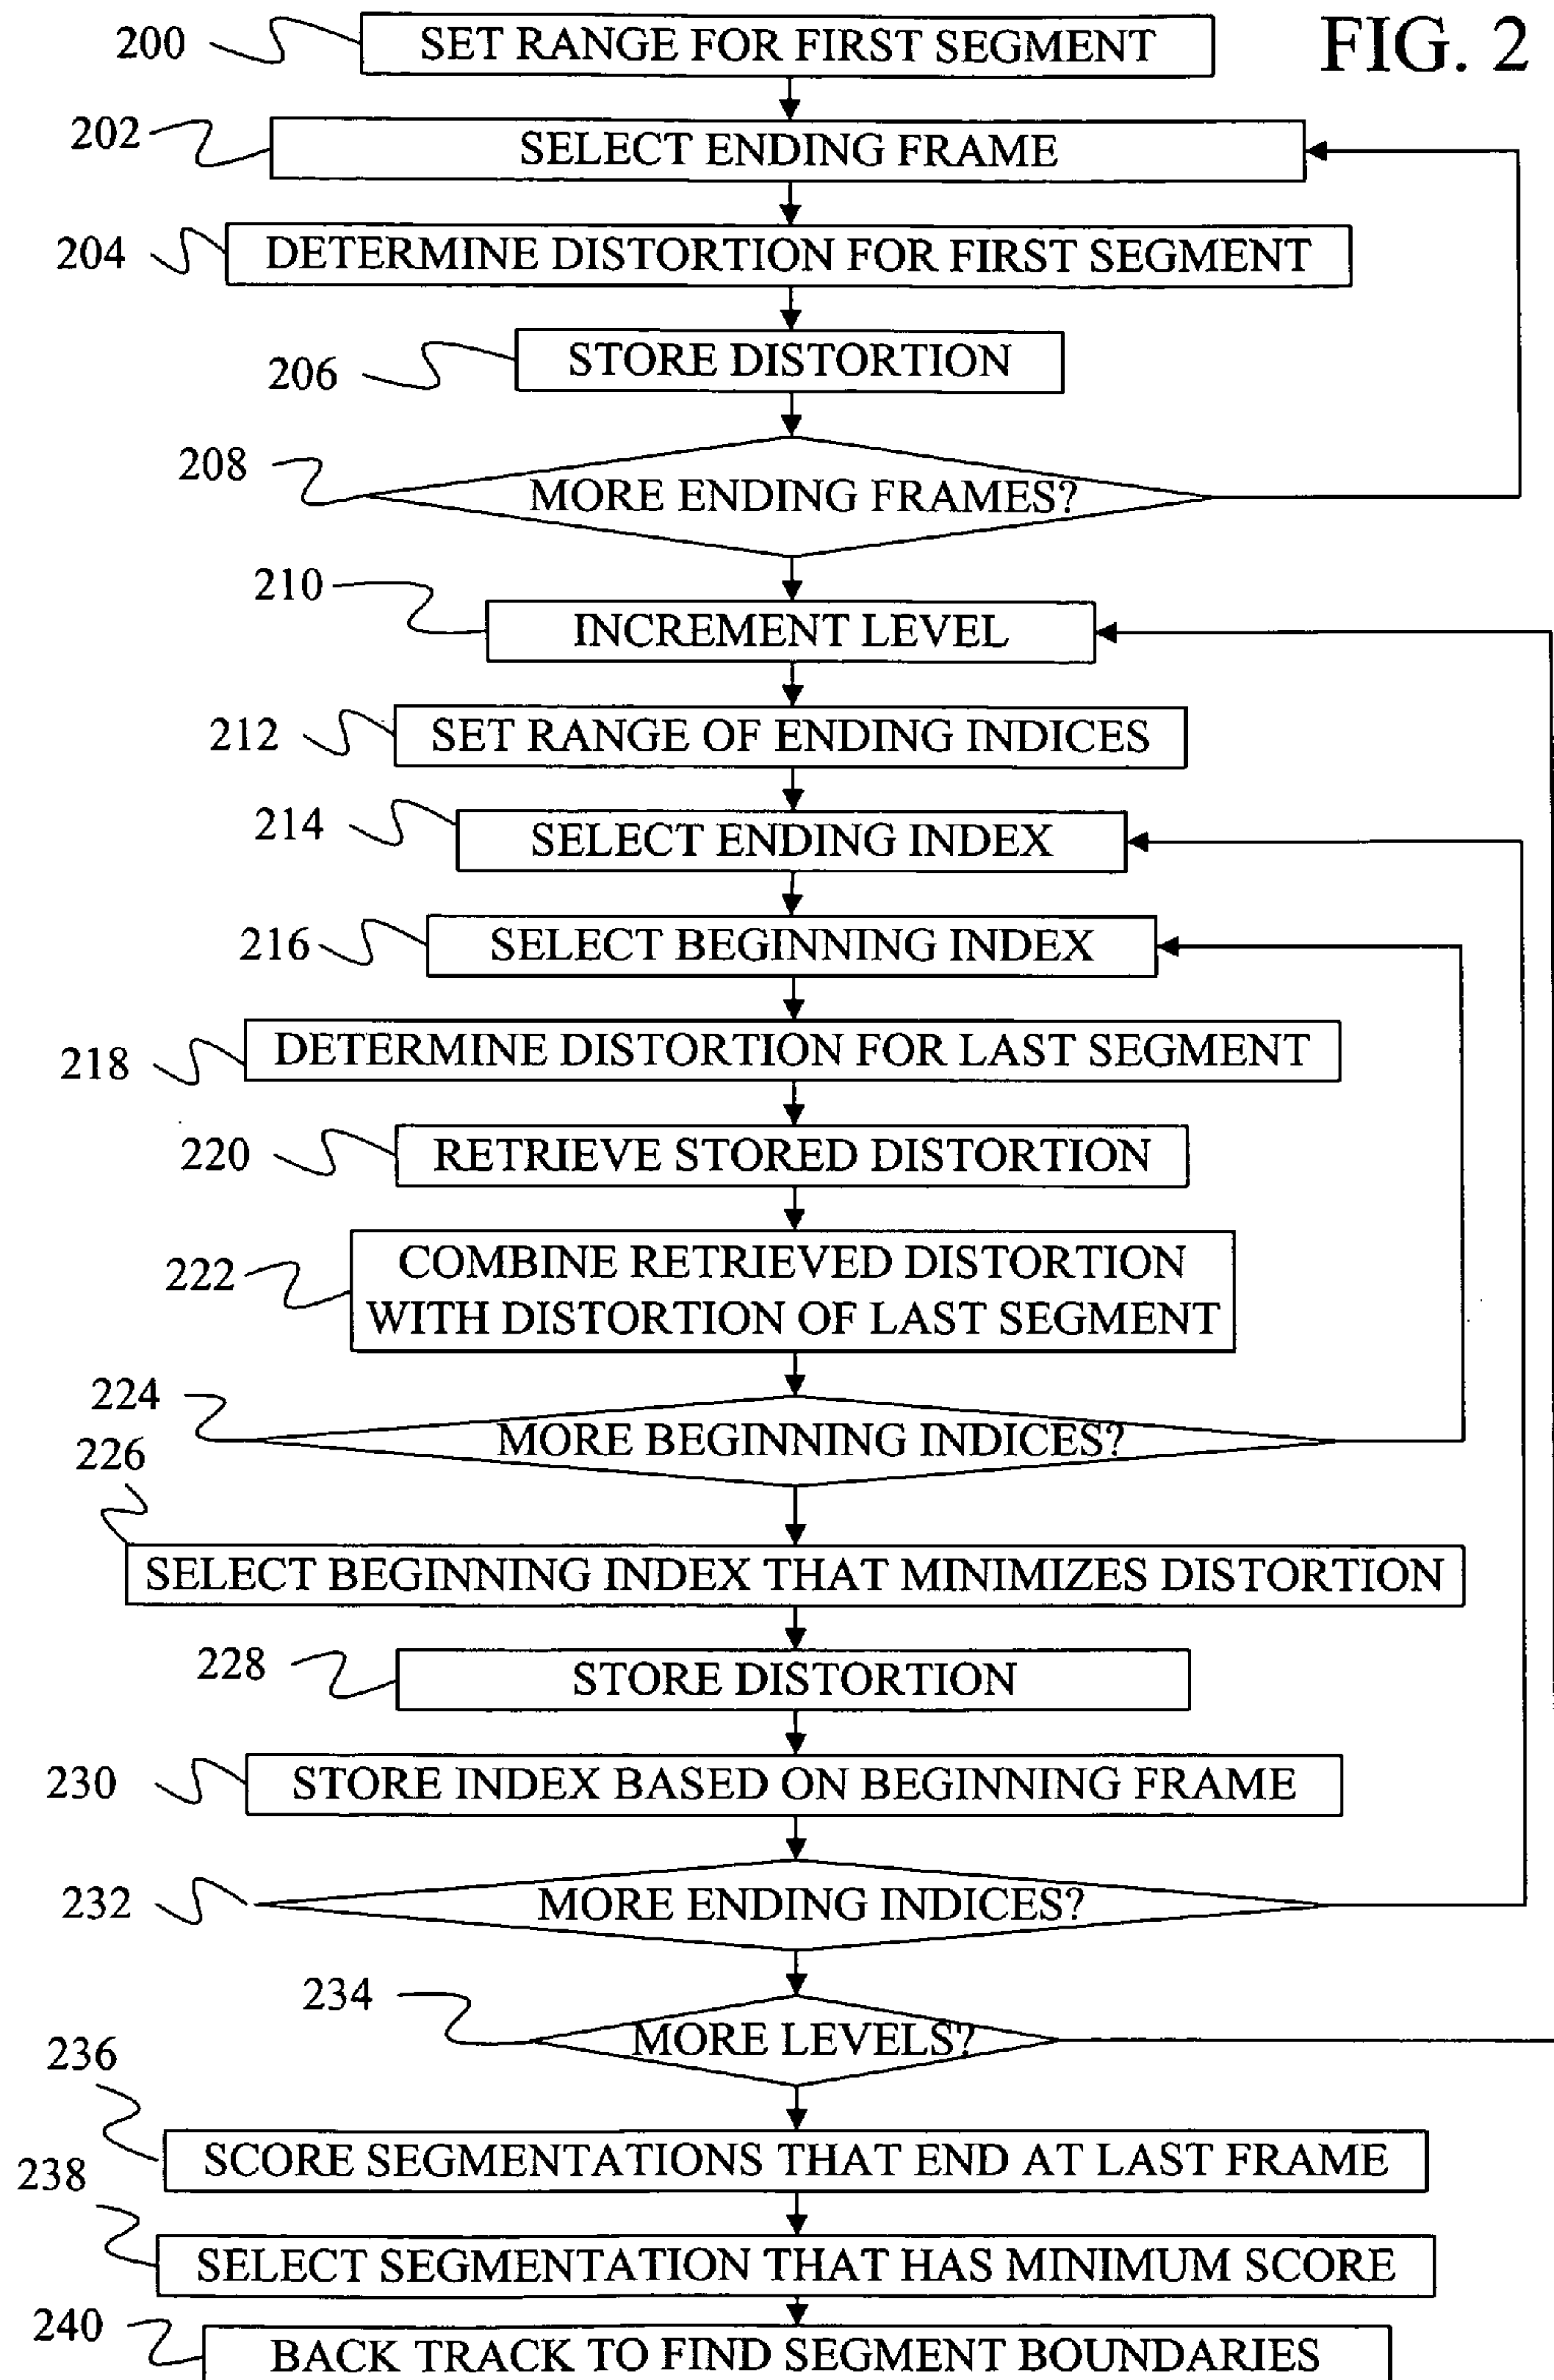 FIG. 2
200 SET RANGE FOR FIRST SEGMENT
202 SELECT ENDING FRAME
204 DETERMINE DISTORTION FOR FIRST SEGMENT
206 STORE DISTORTION
208 MORE ENDING FRAMES?
210 INCREMENT LEVEL
212 SET RANGE OF ENDING INDICES
214 SELECT ENDING INDEX
216 SELECT BEGINNING INDEX
218 DETERMINE DISTORTION FOR LAST SEGMENT
220 RETRIEVE STORED DISTORTION
222 COMBINE RETRIEVED DISTORTION
WITH DISTORTION OF LAST SEGMENT
224 MORE BEGINNING INDICES?
226 SELECT BEGINNING INDEX THAT MINIMIZES DISTORTION
228 STORE DISTORTION
230 STORE INDEX BASED ON BEGINNING FRAME
232 MORE ENDING INDICES?
234 MORE LEVELS?
236 SCORE SEGMENTATIONS THAT END AT LAST FRAME
238 SELECT SEGMENTATION THAT HAS MINIMUM SCORE
240 BACK TRACK TO FIND SEGMENT BOUNDARIES